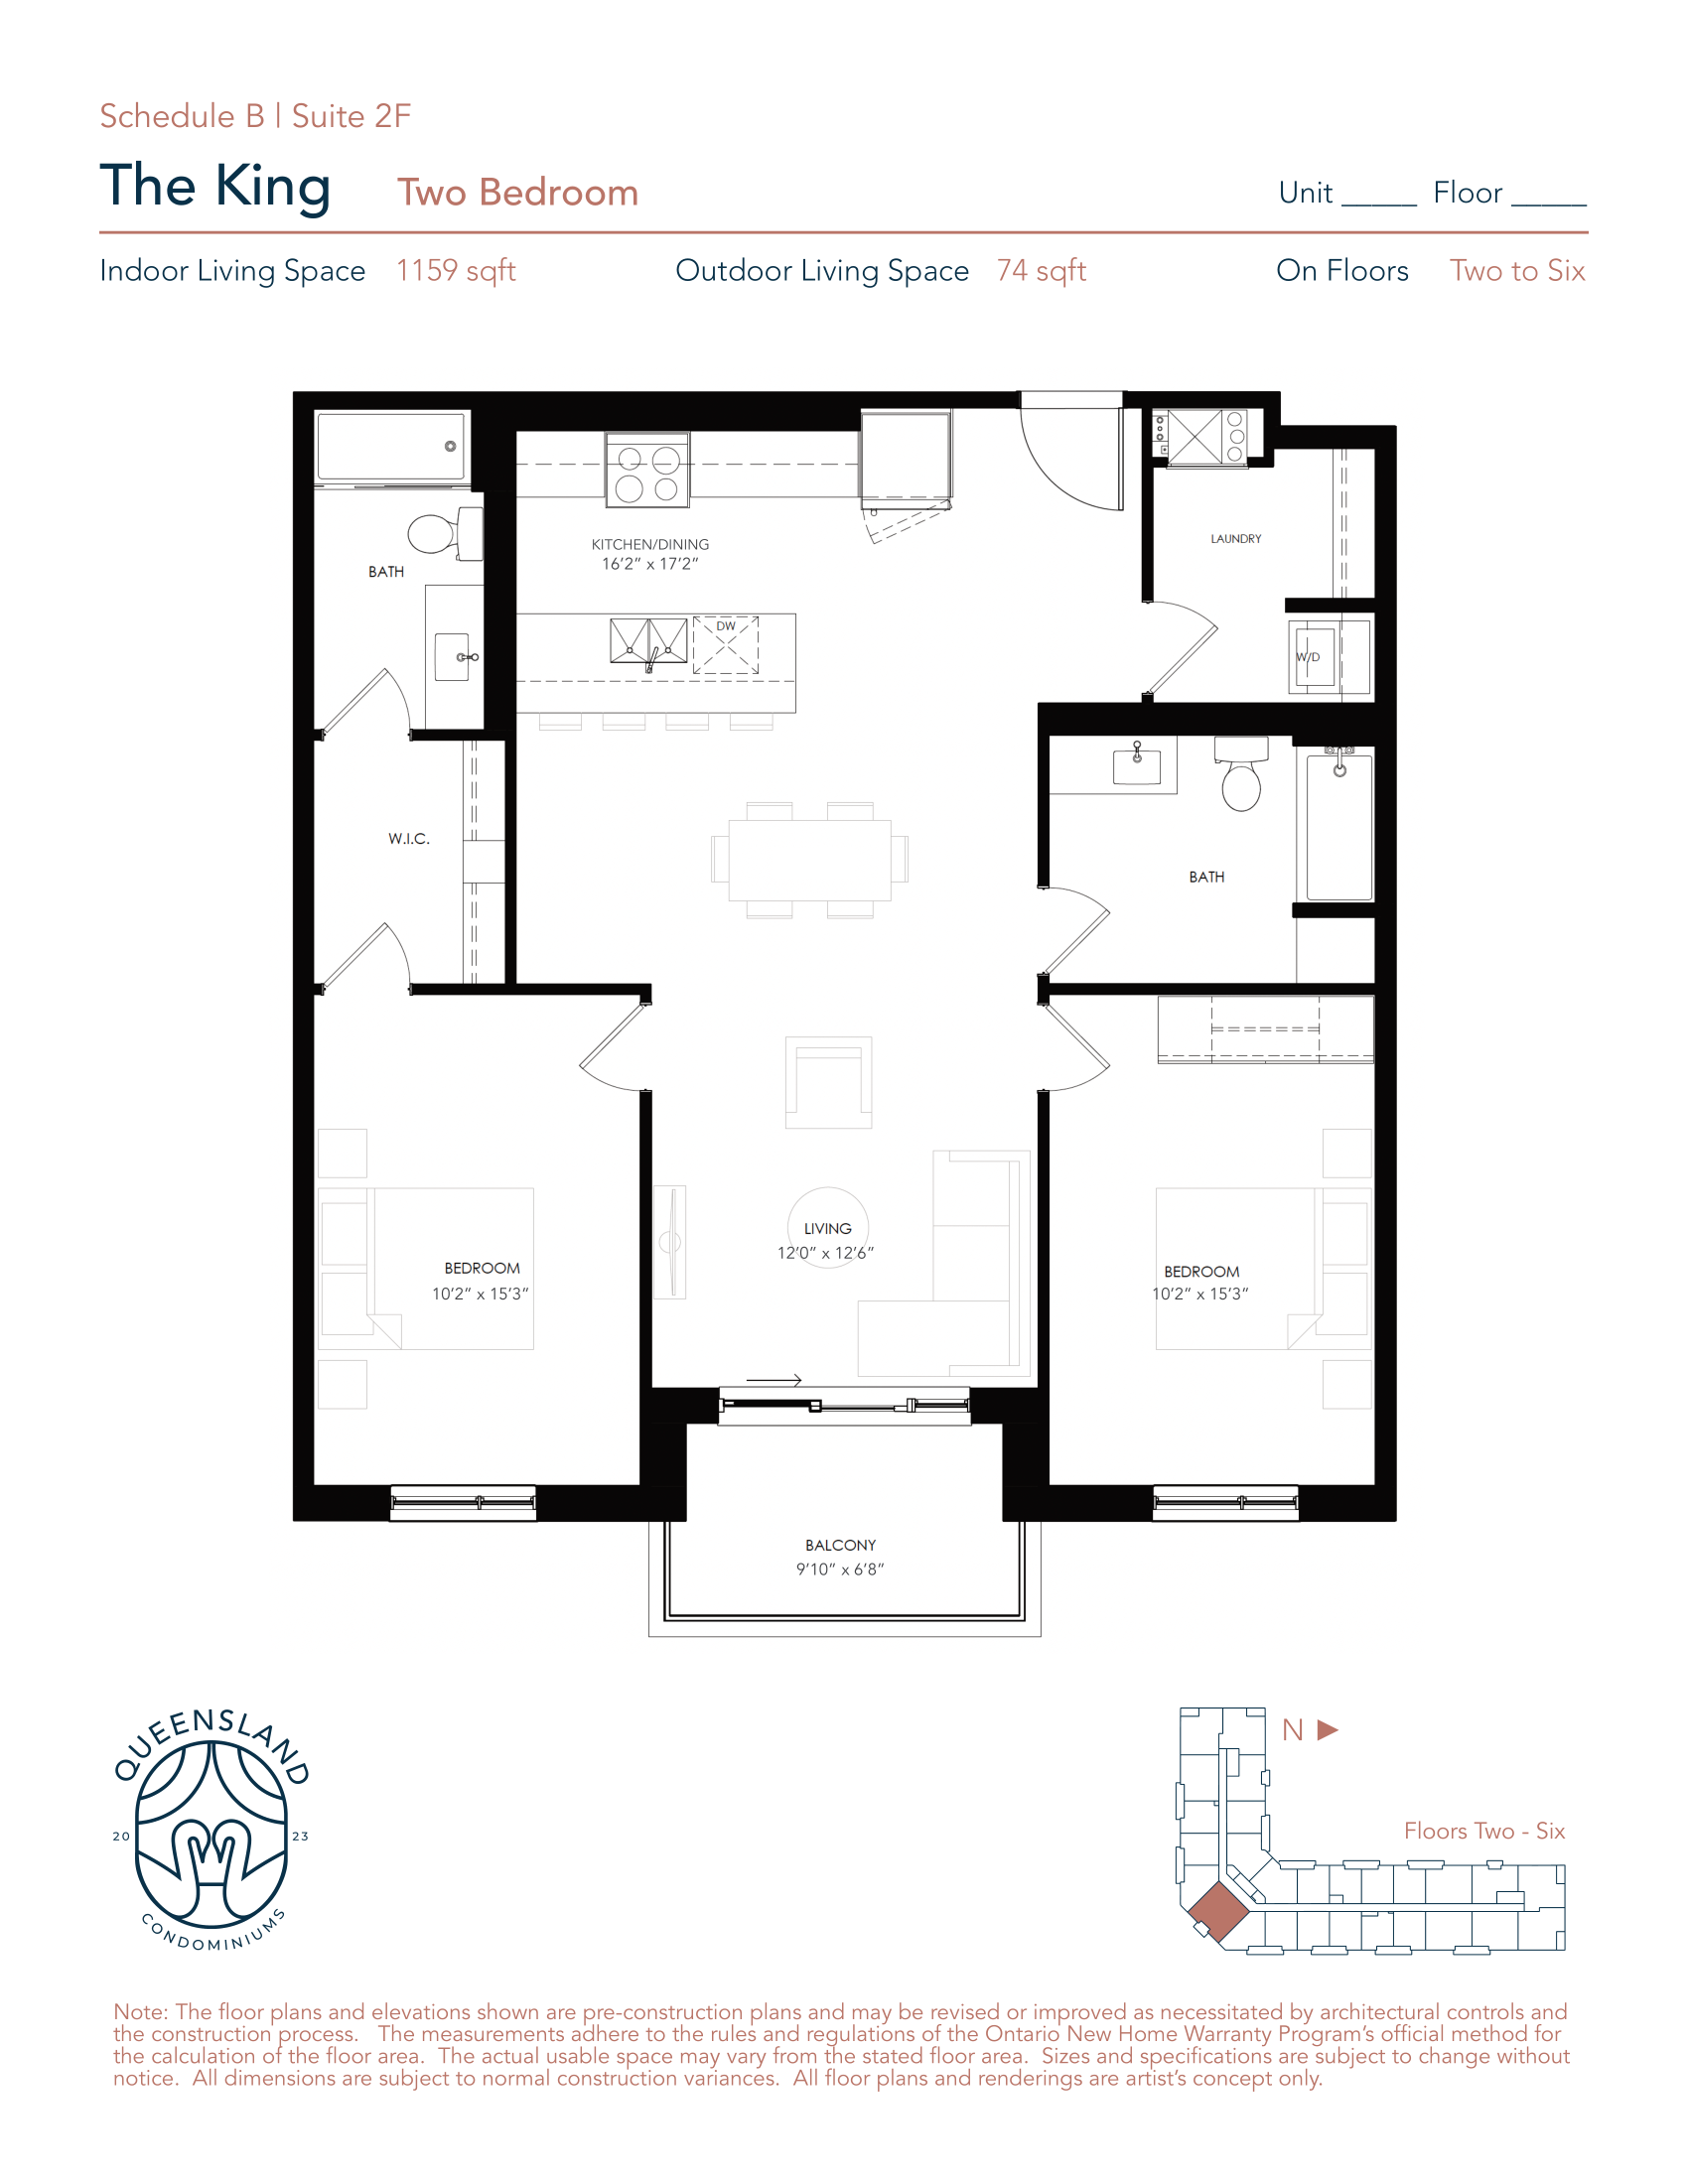 Schedule B | Suite 2F
The King Two Bedroom
Unit _____ Floor _____
Indoor Living Space 1159 sqft
Outdoor Living Space 74 sqft
On Floors Two to Six
KITCHEN/DINING
16'2" x 17'2"
LAUNDRY
BATH
DW
W/D
W.I.C.
BATH
LIVING
12'0" x 12'6"
BEDROOM
10'2" x 15'3"
BEDROOM
10'2" x 15'3"
BALCONY
9'10" x 6'8"
QUEENSLAND
20 23
CONDOMINIUMS
N
Floors Two - Six
Note: The floor plans and elevations shown are pre-construction plans and may be revised or improved as necessitated by architectural controls and
the construction process. The measurements adhere to the rules and regulations of the Ontario New Home Warranty Program's official method for
the calculation of the floor area. The actual usable space may vary from the stated floor area. Sizes and specifications are subject to change without
notice. All dimensions are subject to normal construction variances. All floor plans and renderings are artist's concept only.